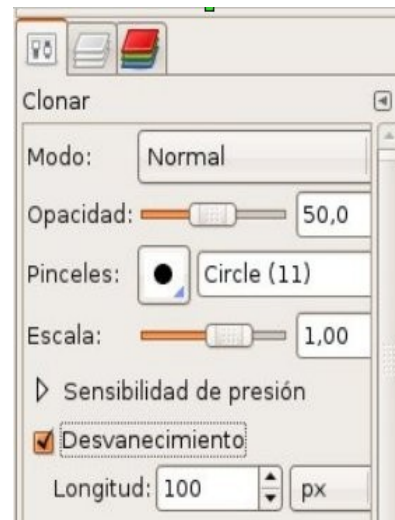 Clonar
Modo: Normal
Opacidad: 50,0
Pinceles: Circle (11)
Escala: 1,00
Sensibilidad de presión
Desvanecimiento
Longitud: 100 px